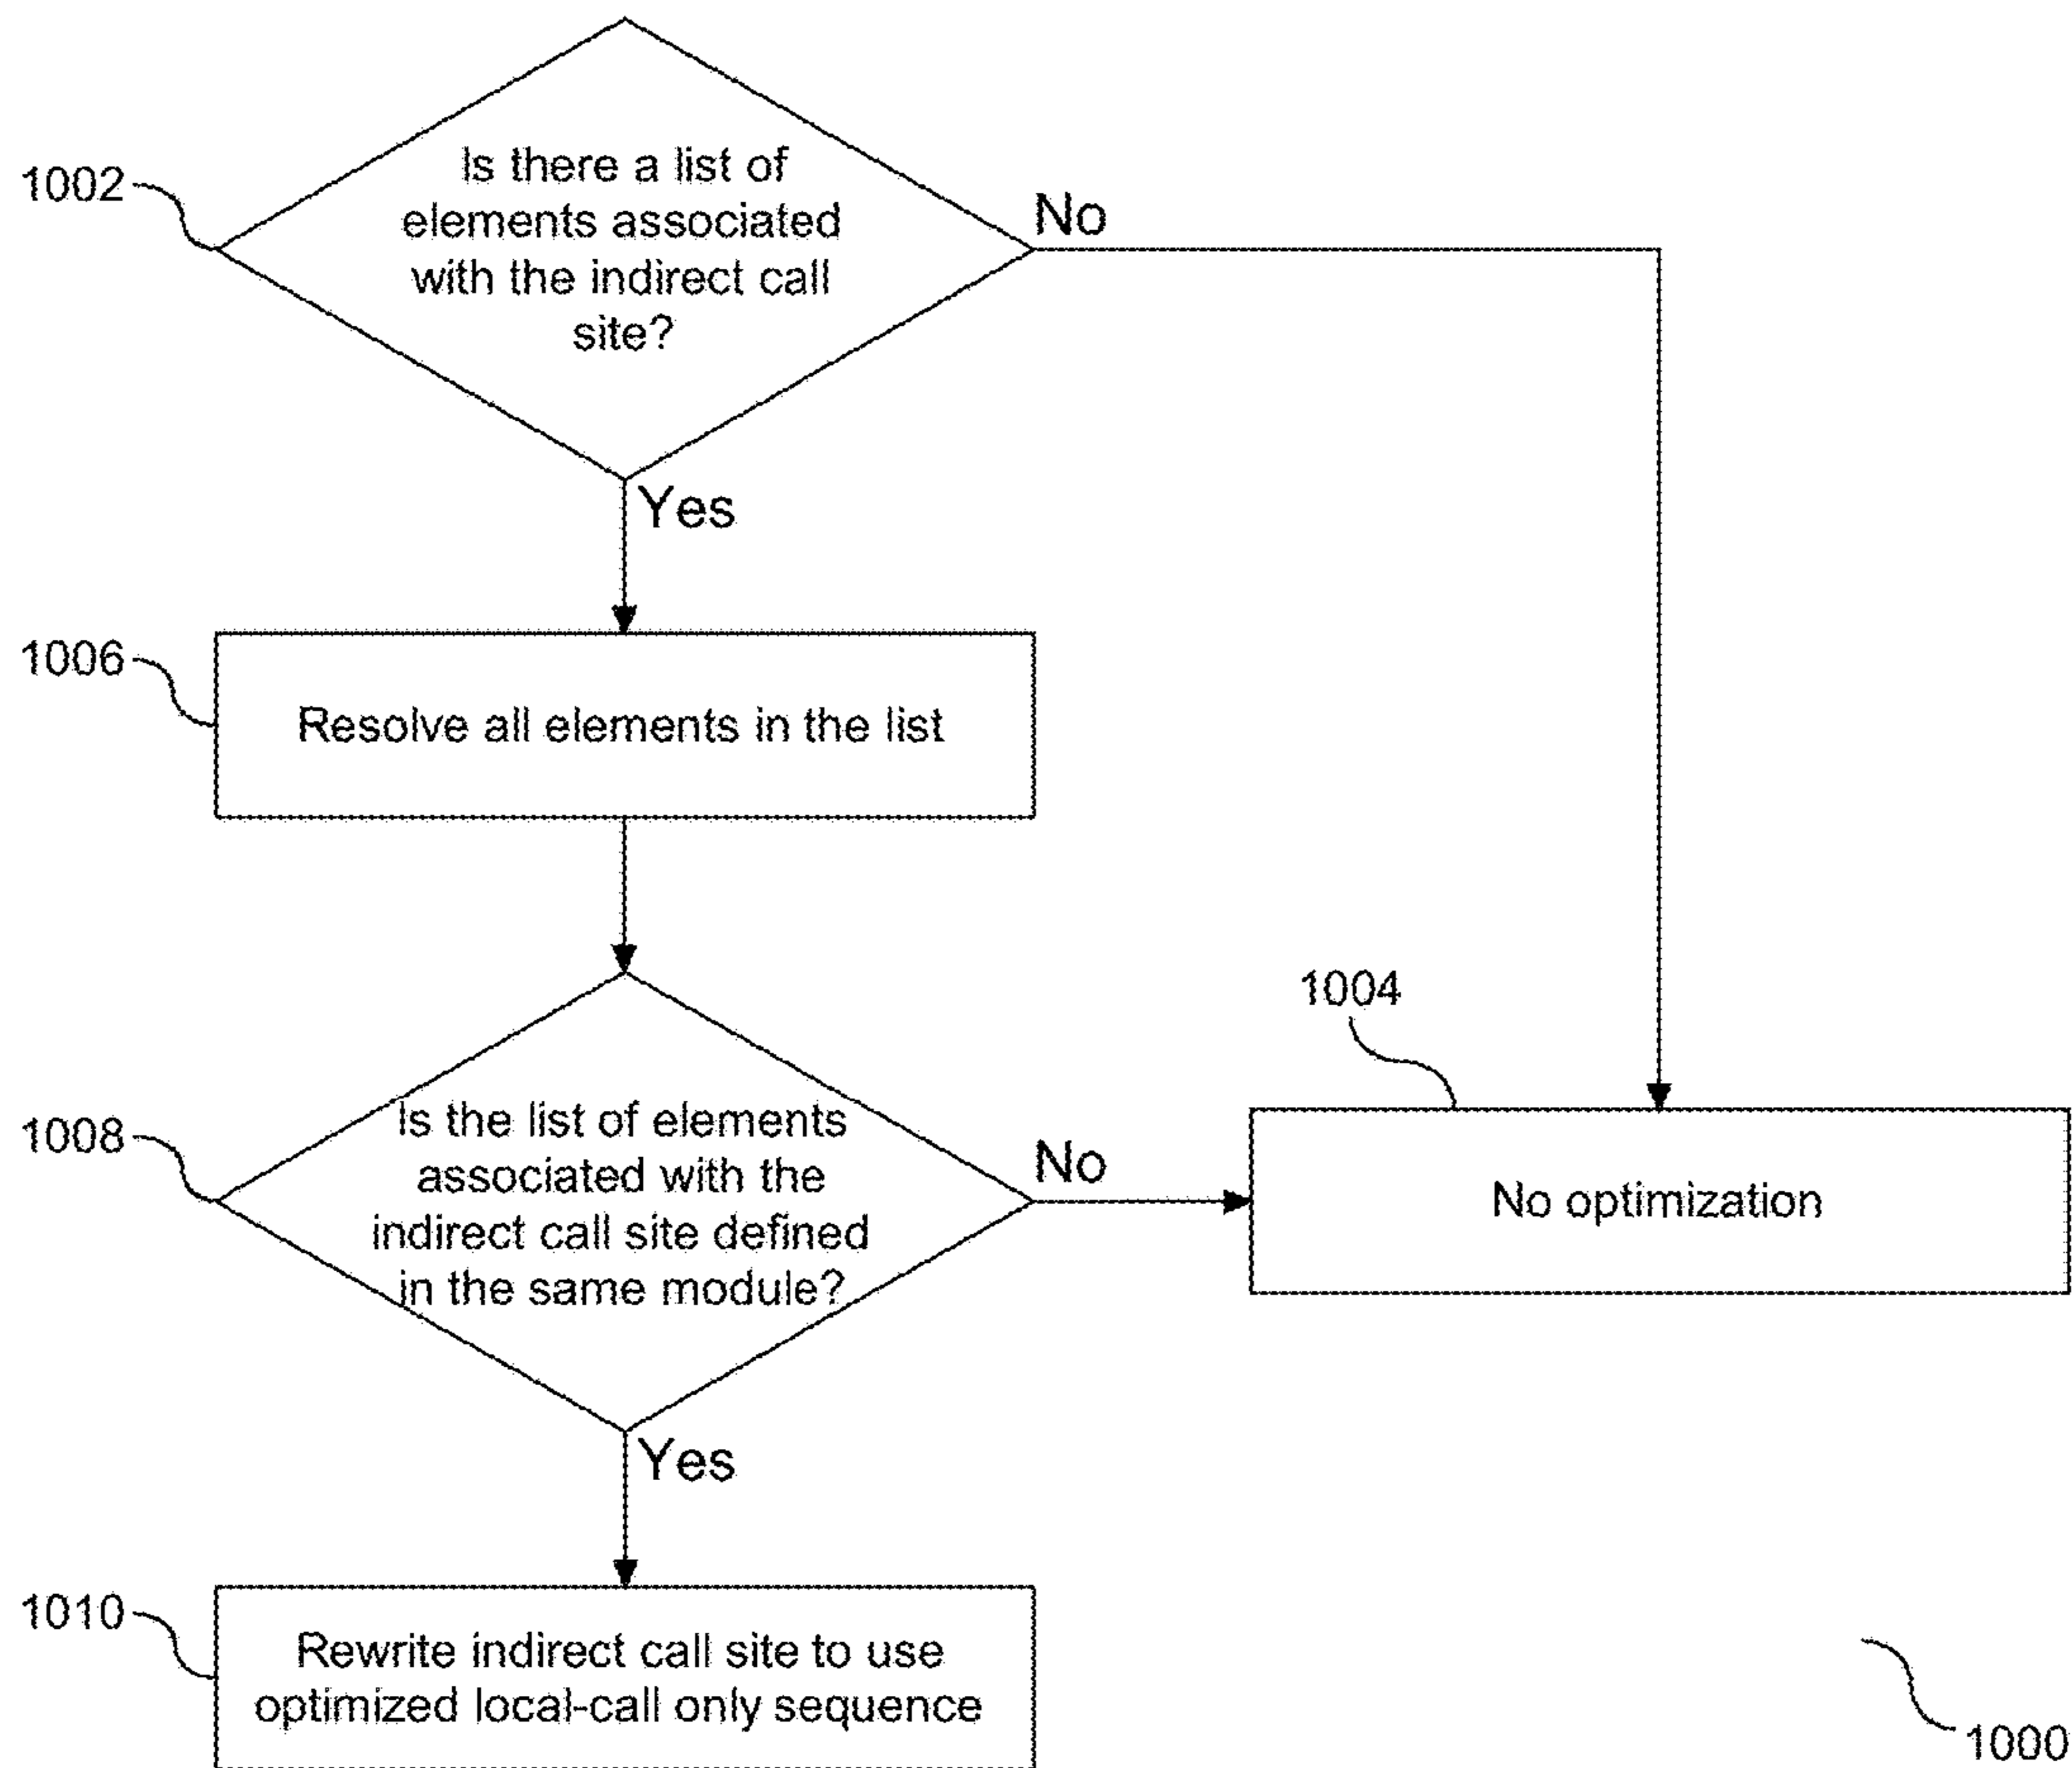 Is there a list of
1002
elements associated
No
with the indirect call
site?
Yes
1006
Resolve all elements in the list
1004
Is the list of elements
1008
associated with the
No
indirect call site defined
No optimization
in the same module?
Yes
1010
Rewrite indirect call site to use
optimized local-call only sequence
1000